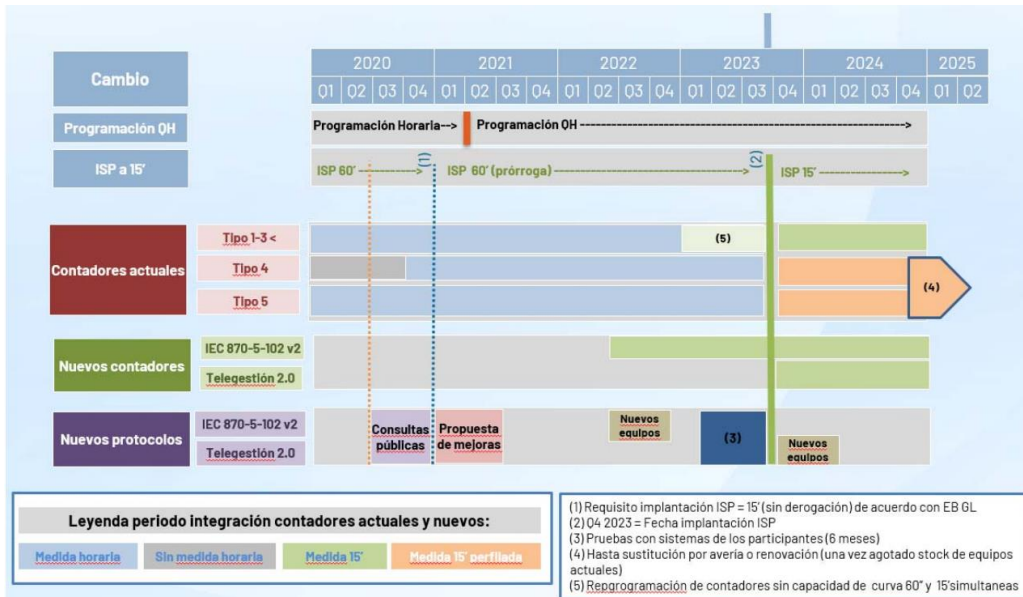 Cambio
2020 2021 2022 2023 2024 2025
Q1 Q2 Q3 Q4 Q1 Q2 Q3 Q4 Q1 Q2 Q3 Q4 Q1 Q2 Q3 Q4 Q1 Q2 Q3 Q4 Q1 Q2
Programación QH
Programación Horaria--> Programación QH ---------------------------------------------------------->
ISP a 15'
ISP 60' -----------> (1) ISP 60' (prórroga) -----------------------------------> (2) ISP 15' -------------------->
Contadores actuales
Tipo 1-3 <
(5)
Tipo 4
Tipo 5
(4)
Nuevos contadores
IEC 870-5-102 v2
Telegestión 2.0
Nuevos protocolos
IEC 870-5-102 v2
Telegestión 2.0
Consultas
públicas
Propuesta
de mejoras
Nuevos
equipos
(3)
Nuevos
equipos
Leyenda periodo integración contadores actuales y nuevos:
Medida horaria Sin medida horaria Medida 15' Medida 15' perfilada
(1) Requisito implantación ISP = 15' (sin derogación) de acuerdo con EB GL
(2) Q4 2023 = Fecha implantación ISP
(3) Pruebas con sistemas de los participantes (6 meses)
(4) Hasta sustitución por avería o renovación (una vez agotado stock de equipos
actuales)
(5) Repgrogramación de contadores sin capacidad de curva 60" y 15'simultaneas